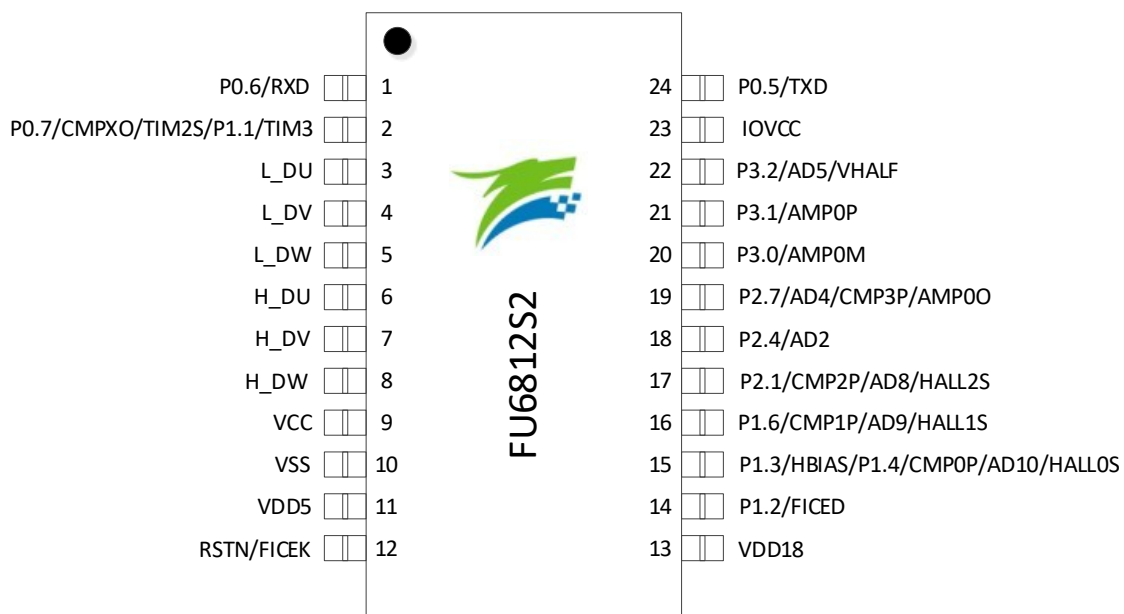 P0.6/RXD 1 24 P0.5/TXD
P0.7/CMPXO/TIM2S/P1.1/TIM3 2 23 IOVCC
L_DU 3 22 P3.2/AD5/VHALF
L_DV 4 21 P3.1/AMP0P
L_DW 5 20 P3.0/AMP0M
H_DU 6 19 P2.7/AD4/CMP3P/AMP0O
H_DV 7 18 P2.4/AD2
H_DW 8 17 P2.1/CMP2P/AD8/HALL2S
VCC 9 16 P1.6/CMP1P/AD9/HALL1S
VSS 10 15 P1.3/HBIAS/P1.4/CMP0P/AD10/HALL0S
VDD5 11 14 P1.2/FICED
RSTN/FICEK 12 13 VDD18
FU6812S2